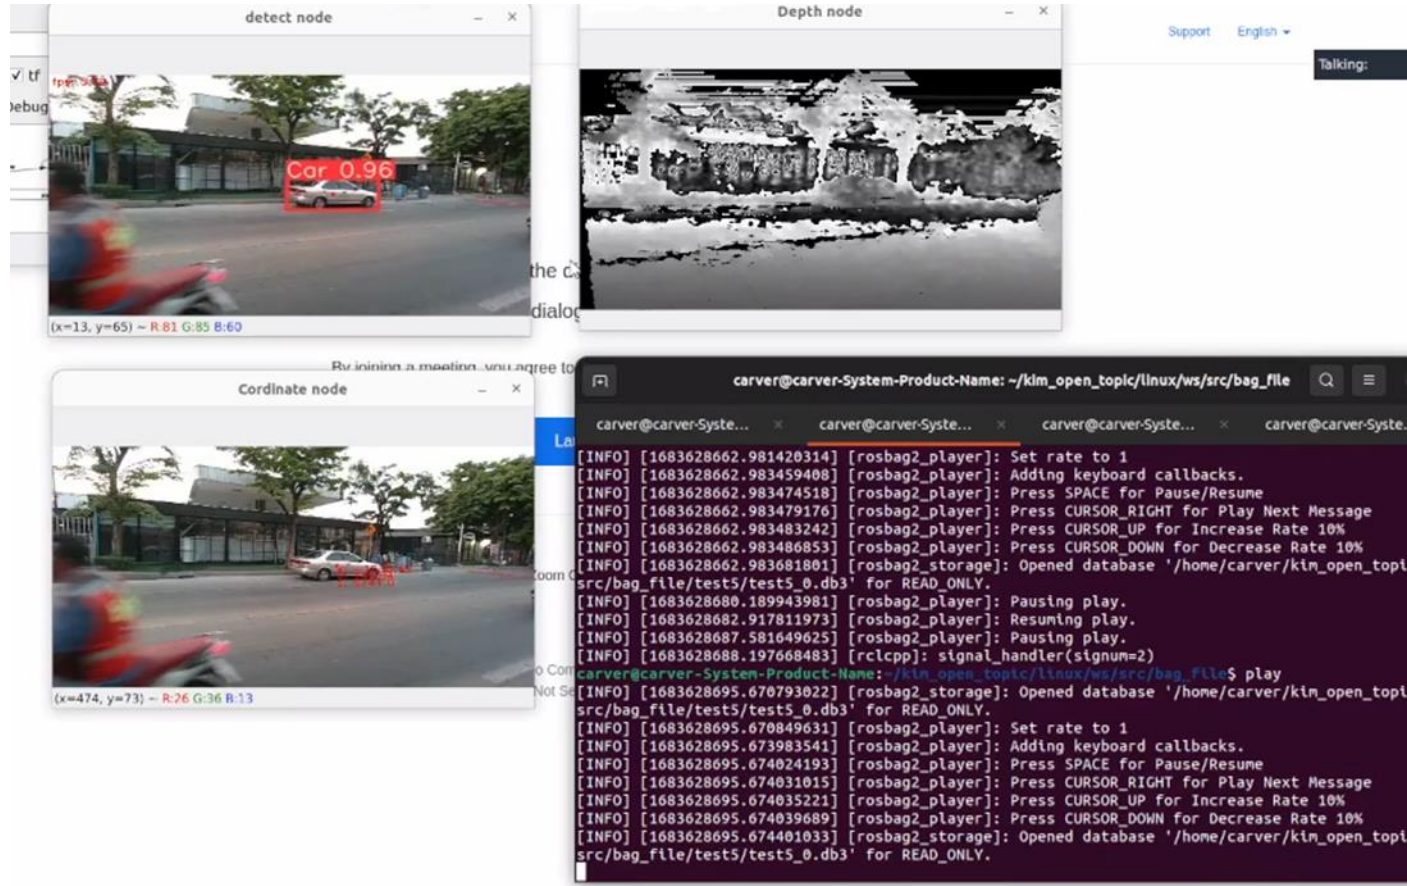 detect node
Depth node
Support English
Talking:
tf
Debug
Car 0.96
the c
dialog
(x=13, y=65) ~ R:81 G:85 B:60
By joining a meeting, you agree to
Cordinate node
carver@carver-System-Product-Name: ~/kim_open_topic/linux/ws/src/bag_file
carver@carver-Syste... carver@carver-Syste... carver@carver-Syste... carver@carver-Syste.
La
[INFO] [1683628662.981420314] [rosbag2_player]: Set rate to 1
[INFO] [1683628662.983459408] [rosbag2_player]: Adding keyboard callbacks.
[INFO] [1683628662.983474518] [rosbag2_player]: Press SPACE for Pause/Resume
[INFO] [1683628662.983479176] [rosbag2_player]: Press CURSOR_RIGHT for Play Next Message
[INFO] [1683628662.983483242] [rosbag2_player]: Press CURSOR_UP for Increase Rate 10%
[INFO] [1683628662.983486853] [rosbag2_player]: Press CURSOR_DOWN for Decrease Rate 10%
[INFO] [1683628662.983681801] [rosbag2_storage]: Opened database '/home/carver/kim_open_topi
src/bag_file/test5/test5_0.db3' for READ_ONLY.
[INFO] [1683628680.189943981] [rosbag2_player]: Pausing play.
[INFO] [1683628682.917811973] [rosbag2_player]: Resuming play.
[INFO] [1683628687.581649625] [rosbag2_player]: Pausing play.
[INFO] [1683628688.197668483] [rclcpp]: signal_handler(signum=2)
carver@carver-System-Product-Name:~/kim_open_topic/linux/ws/src/bag_file$ play
[INFO] [1683628695.670793022] [rosbag2_storage]: Opened database '/home/carver/kim_open_topi
src/bag_file/test5/test5_0.db3' for READ_ONLY.
[INFO] [1683628695.670849631] [rosbag2_player]: Set rate to 1
[INFO] [1683628695.673983541] [rosbag2_player]: Adding keyboard callbacks.
[INFO] [1683628695.674024193] [rosbag2_player]: Press SPACE for Pause/Resume
[INFO] [1683628695.674031015] [rosbag2_player]: Press CURSOR_RIGHT for Play Next Message
[INFO] [1683628695.674035221] [rosbag2_player]: Press CURSOR_UP for Increase Rate 10%
[INFO] [1683628695.674039689] [rosbag2_player]: Press CURSOR_DOWN for Decrease Rate 10%
[INFO] [1683628695.674401033] [rosbag2_storage]: Opened database '/home/carver/kim_open_topi
src/bag_file/test5/test5_0.db3' for READ_ONLY.
oom C
o Com
Not Se
(x=474, y=73) ~ R:26 G:36 B:13